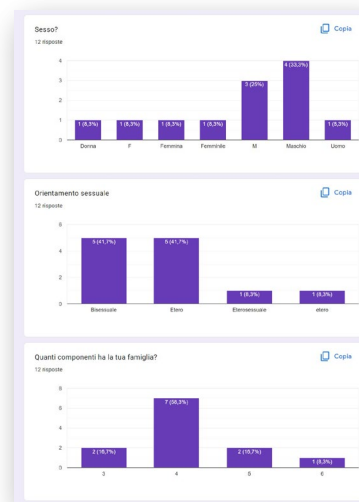 Sesso?
Copia
12 risposte
4
3
2
1
0
1 (8,3%)
1 (8,3%)
1 (8,3%)
1 (8,3%)
3 (25%)
4 (33,3%)
1 (8,3%)
Donna
F
Femmina
Femminile
M
Maschio
Uomo
Orientamento sessuale
Copia
12 risposte
6
4
2
0
5 (41,7%)
5 (41,7%)
1 (8,3%)
1 (8,3%)
Bisessuale
Etero
Eterosessuale
etero
Quanti componenti ha la tua famiglia?
Copia
12 risposte
8
6
4
2
0
2 (16,7%)
7 (58,3%)
2 (16,7%)
1 (8,3%)
3
4
5
6